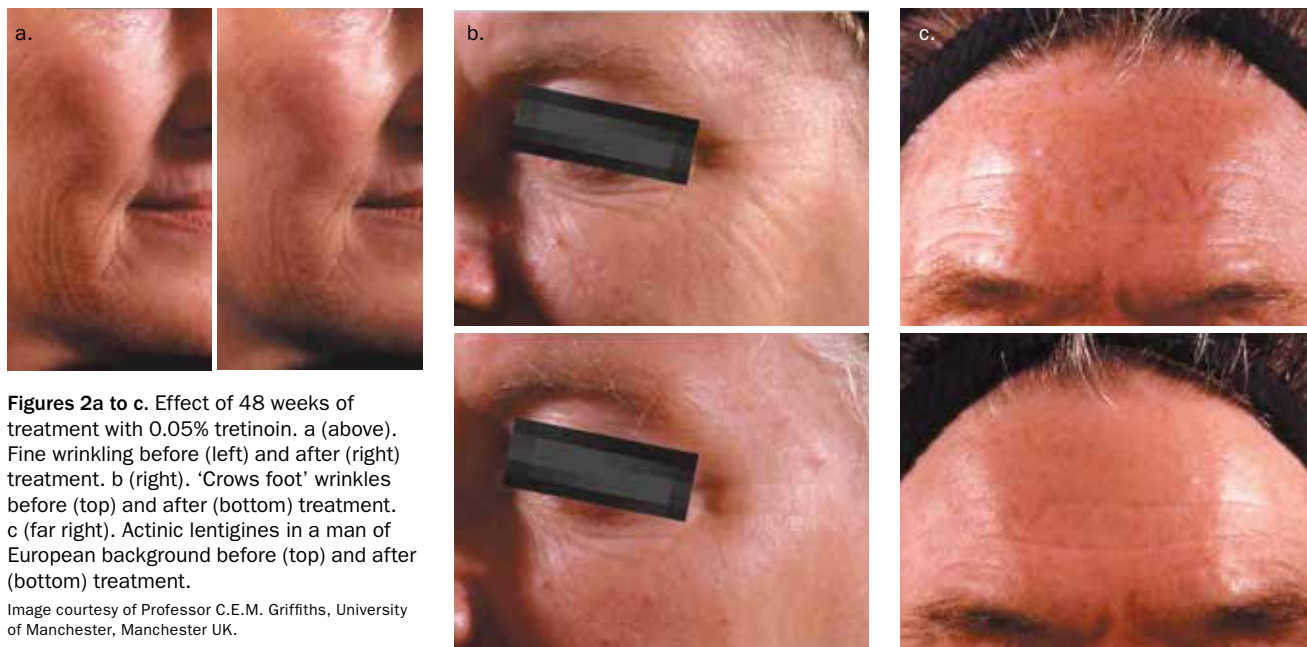 a.
b.
c.
Figures 2a to c. Effect of 48 weeks of
treatment with 0.05% tretinoin. a (above).
Fine wrinkling before (left) and after (right)
treatment. b (right). ‘Crows foot’ wrinkles
before (top) and after (bottom) treatment.
c (far right). Actinic lentigines in a man of
European background before (top) and after
(bottom) treatment.
Image courtesy of Professor C.E.M. Griffiths, University
of Manchester, Manchester UK.